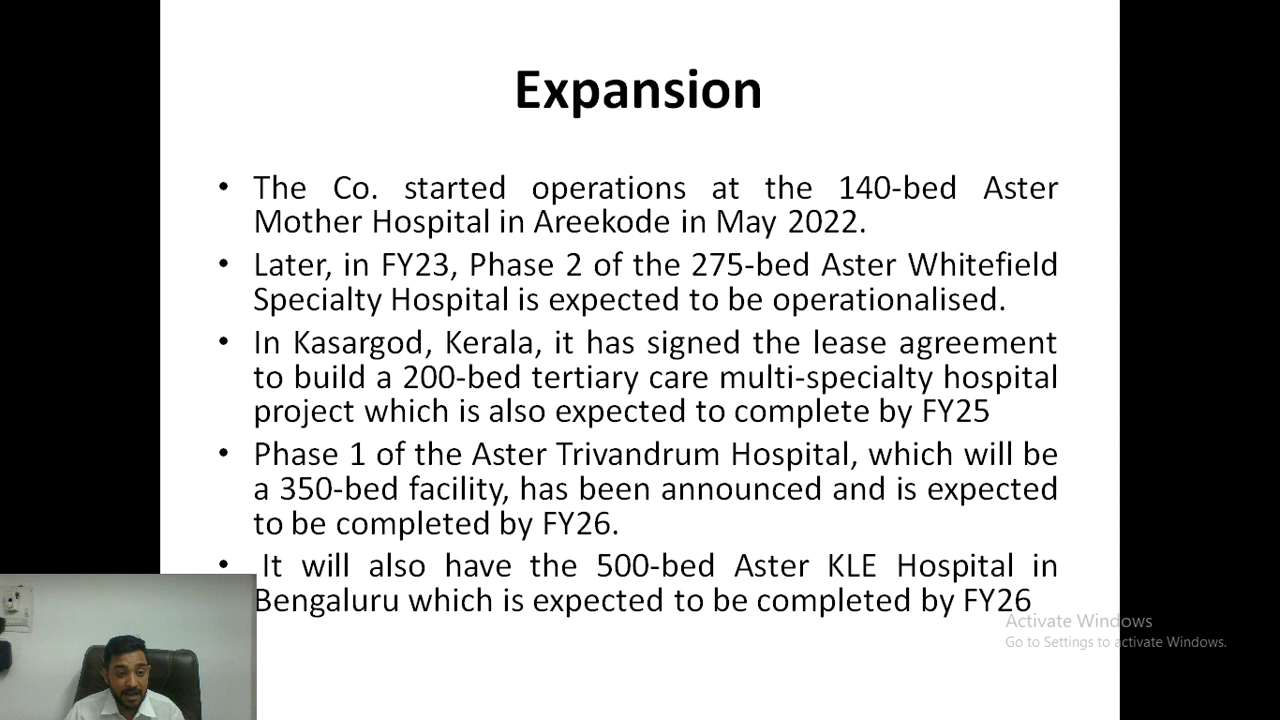 Expansion
• The Co. started operations at the 140-bed Aster
Mother Hospital in Areekode in May 2022.
• Later, in FY23, Phase 2 of the 275-bed Aster Whitefield
Specialty Hospital is expected to be operationalised.
• In Kasargod, Kerala, it has signed the lease agreement
to build a 200-bed tertiary care multi-specialty hospital
project which is also expected to complete by FY25
• Phase 1 of the Aster Trivandrum Hospital, which will be
a 350-bed facility, has been announced and is expected
to be completed by FY26.
• It will also have the 500-bed Aster KLE Hospital in
Bengaluru which is expected to be completed by FY26
Activate Windows
Go to Settings to activate Windows.